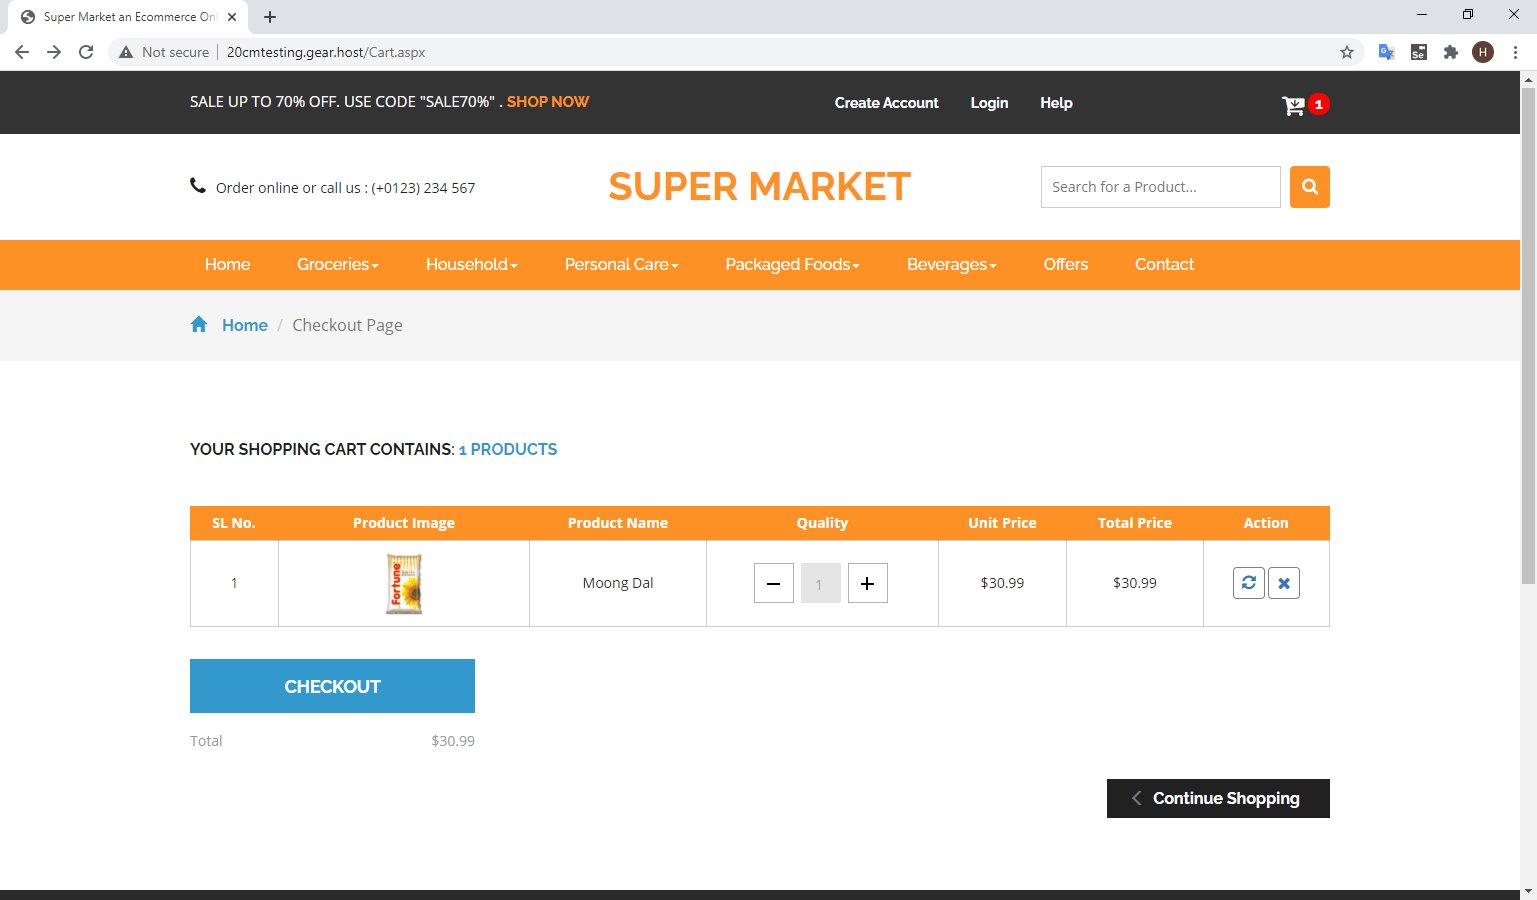 Super Market an Ecommerce Onl
Not secure 20cmtesting.gear.host/Cart.aspx
H
SALE UP TO 70% OFF. USE CODE "SALE70%" . SHOP NOW
Create Account Login Help
1
Order online or call us : (+0123) 234 567
SUPER MARKET
Search for a Product...
Home Groceries Household Personal Care Packaged Foods Beverages Offers Contact
Home / Checkout Page
YOUR SHOPPING CART CONTAINS: 1 PRODUCTS
SL No. Product Image Product Name Quality Unit Price Total Price Action
1 Fortune Moong Dal 1 $30.99 $30.99
CHECKOUT
Total $30.99
Continue Shopping